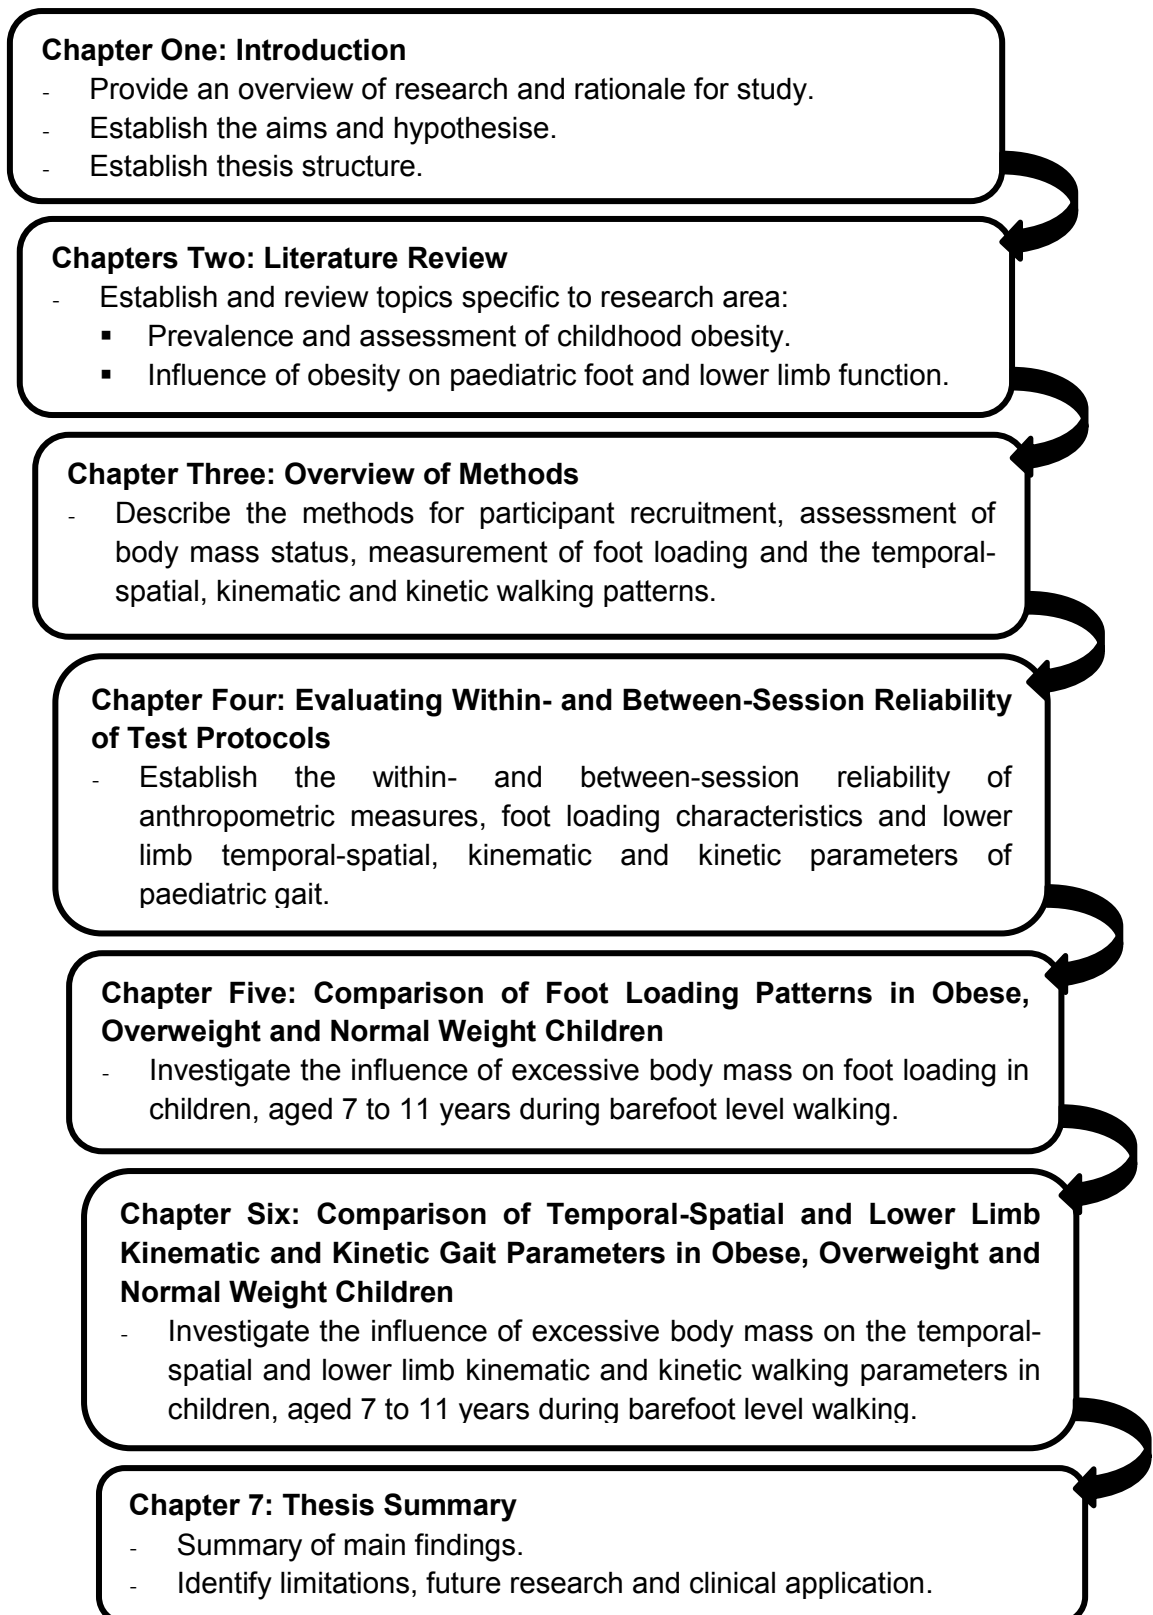 Chapter One: Introduction
- Provide an overview of research and rationale for study.
- Establish the aims and hypothesise.
- Establish thesis structure.
Chapters Two: Literature Review
- Establish and review topics specific to research area:
▪ Prevalence and assessment of childhood obesity.
▪ Influence of obesity on paediatric foot and lower limb function.
Chapter Three: Overview of Methods
- Describe the methods for participant recruitment, assessment of
body mass status, measurement of foot loading and the temporal-
spatial, kinematic and kinetic walking patterns.
Chapter Four: Evaluating Within- and Between-Session Reliability
of Test Protocols
- Establish the within- and between-session reliability of
anthropometric measures, foot loading characteristics and lower
limb temporal-spatial, kinematic and kinetic parameters of
paediatric gait.
Chapter Five: Comparison of Foot Loading Patterns in Obese,
Overweight and Normal Weight Children
- Investigate the influence of excessive body mass on foot loading in
children, aged 7 to 11 years during barefoot level walking.
Chapter Six: Comparison of Temporal-Spatial and Lower Limb
Kinematic and Kinetic Gait Parameters in Obese, Overweight and
Normal Weight Children
- Investigate the influence of excessive body mass on the temporal-
spatial and lower limb kinematic and kinetic walking parameters in
children, aged 7 to 11 years during barefoot level walking.
Chapter 7: Thesis Summary
- Summary of main findings.
- Identify limitations, future research and clinical application.